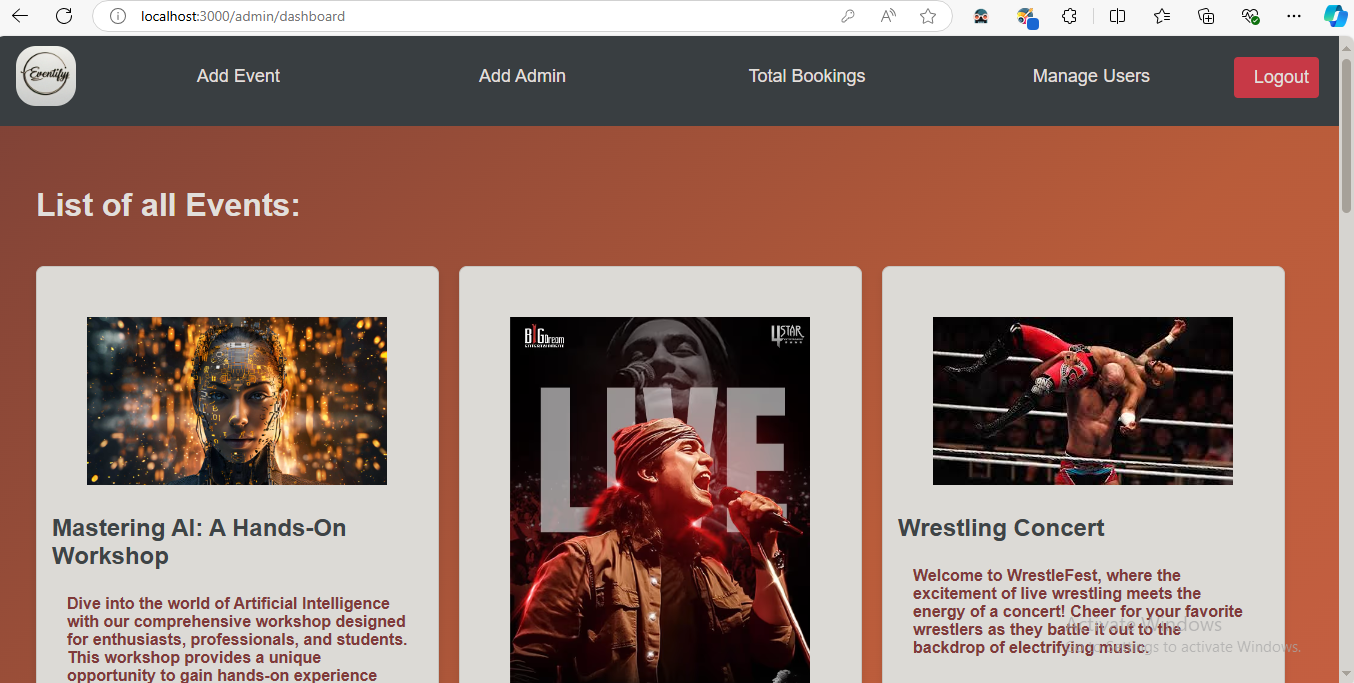 localhost:3000/admin/dashboard
Eventify
Add Event
Add Admin
Total Bookings
Manage Users
Logout
List of all Events:
Mastering AI: A Hands-On
Workshop
Dive into the world of Artificial Intelligence
with our comprehensive workshop designed
for enthusiasts, professionals, and students.
This workshop provides a unique
opportunity to gain hands-on experience
BIGDream
ENTERTAINMENT
4STAR
LIVE
Wrestling Concert
Welcome to WrestleFest, where the
excitement of live wrestling meets the
energy of a concert! Cheer for your favorite
wrestlers as they battle it out to the
backdrop of electrifying music.
Activate Windows
Go to Settings to activate Windows.